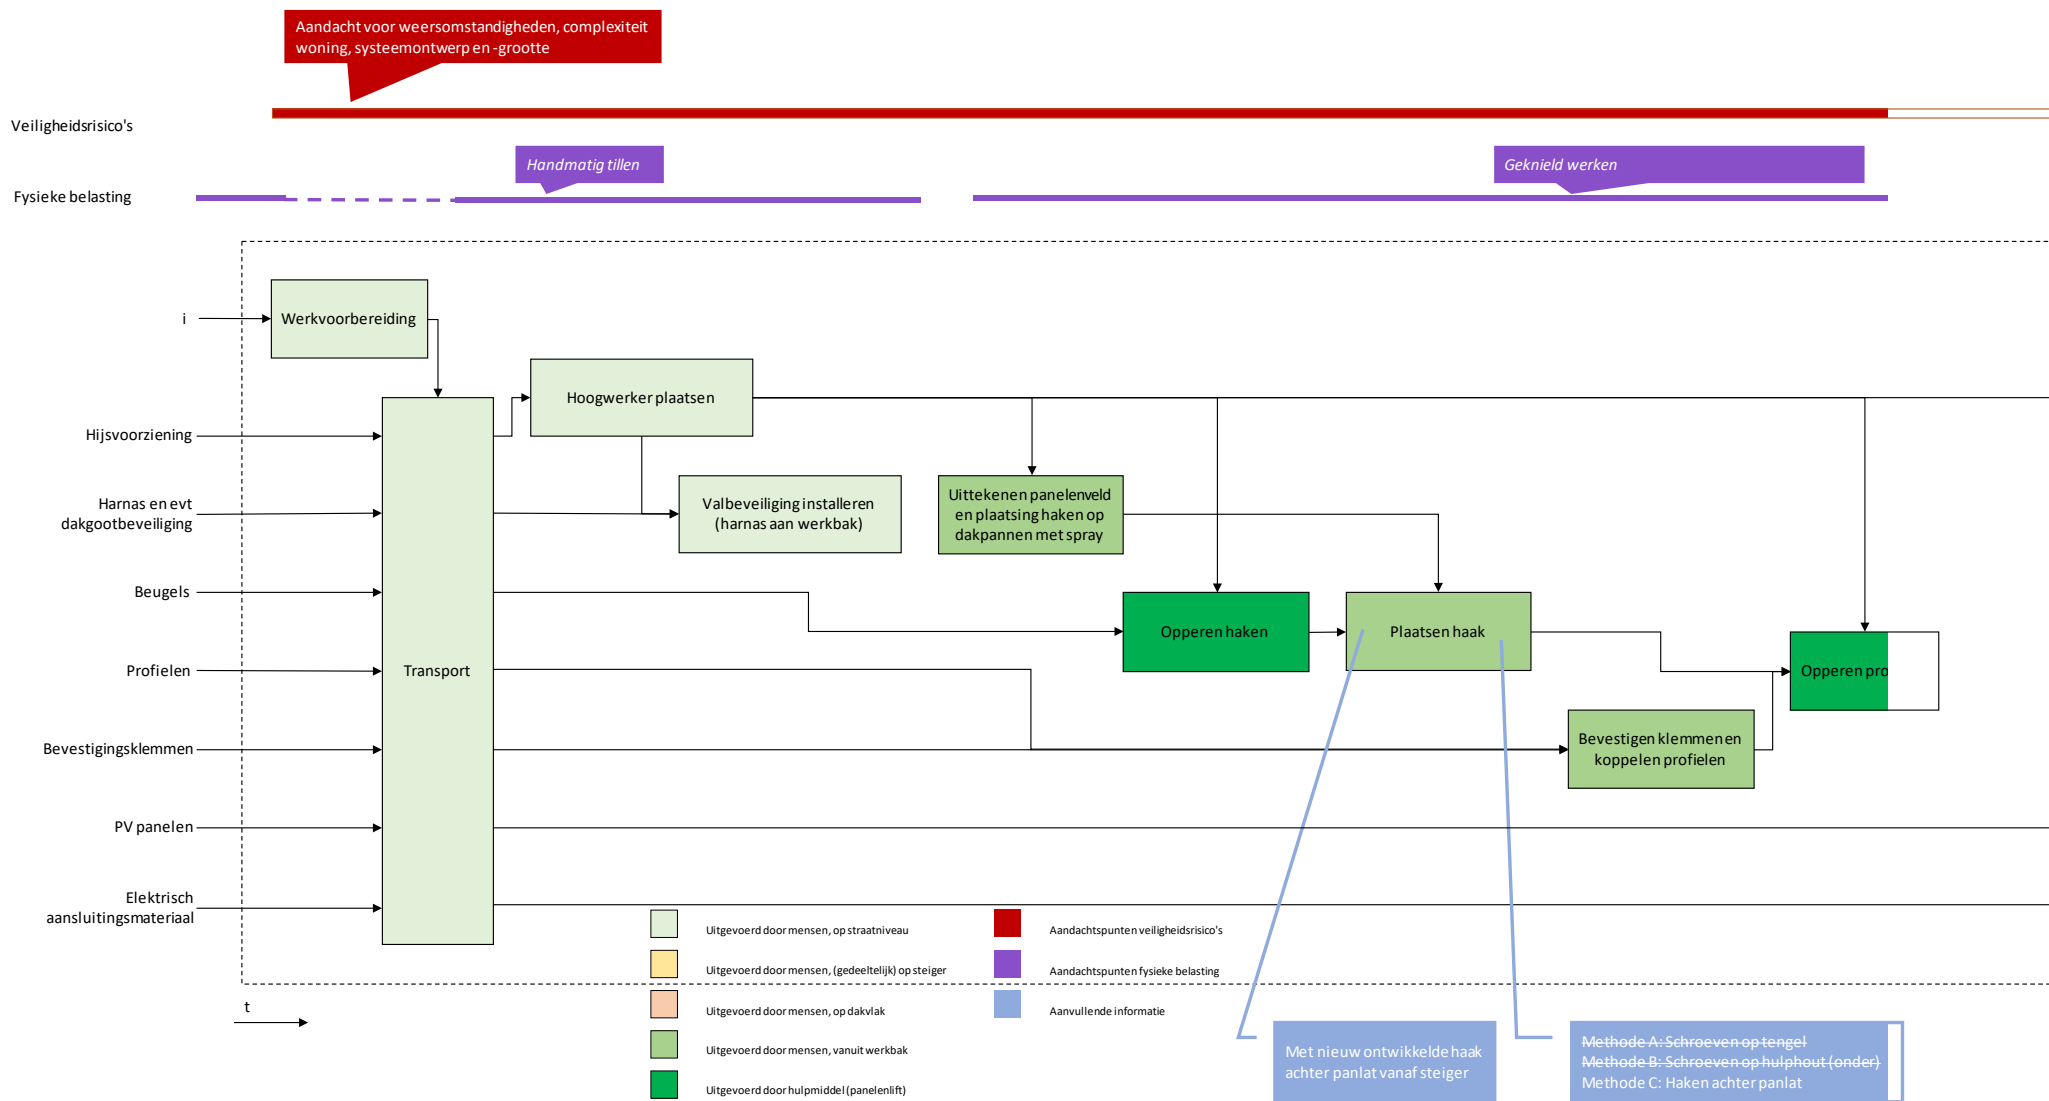 Aandacht voor weersomstandigheden, complexiteit
woning, systeemontwerp en -grootte
Veiligheidsrisico's
Handmatig tillen
Geknield werken
Fysieke belasting
i
Werkvoorbereiding
Hoogwerker plaatsen
Hijsvoorziening
Harnas en evt
dakgootbeveiliging
Valbeveiliging installeren
(harnas aan werkbak)
Uittekenen panelenveld
en plaatsing haken op
dakpannen met spray
Beugels
Opperen haken
Plaatsen haak
Profielen
Transport
Opperen pro
Bevestigingsklemmen
Bevestigen klemmen en
koppelen profielen
PV panelen
Elektrisch
aansluitingsmateriaal
t
Uitgevoerd door mensen, op straatniveau
Uitgevoerd door mensen, (gedeeltelijk) op steiger
Uitgevoerd door mensen, op dakvlak
Uitgevoerd door mensen, vanuit werkbak
Uitgevoerd door hulpmiddel (panelenlift)
Aandachtspunten veiligheidsrisico's
Aandachtspunten fysieke belasting
Aanvullende informatie
Met nieuw ontwikkelde haak
achter panlat vanaf steiger
Methode A: Schroeven op tengel
Methode B: Schroeven op hulphout (onder)
Methode C: Haken achter panlat